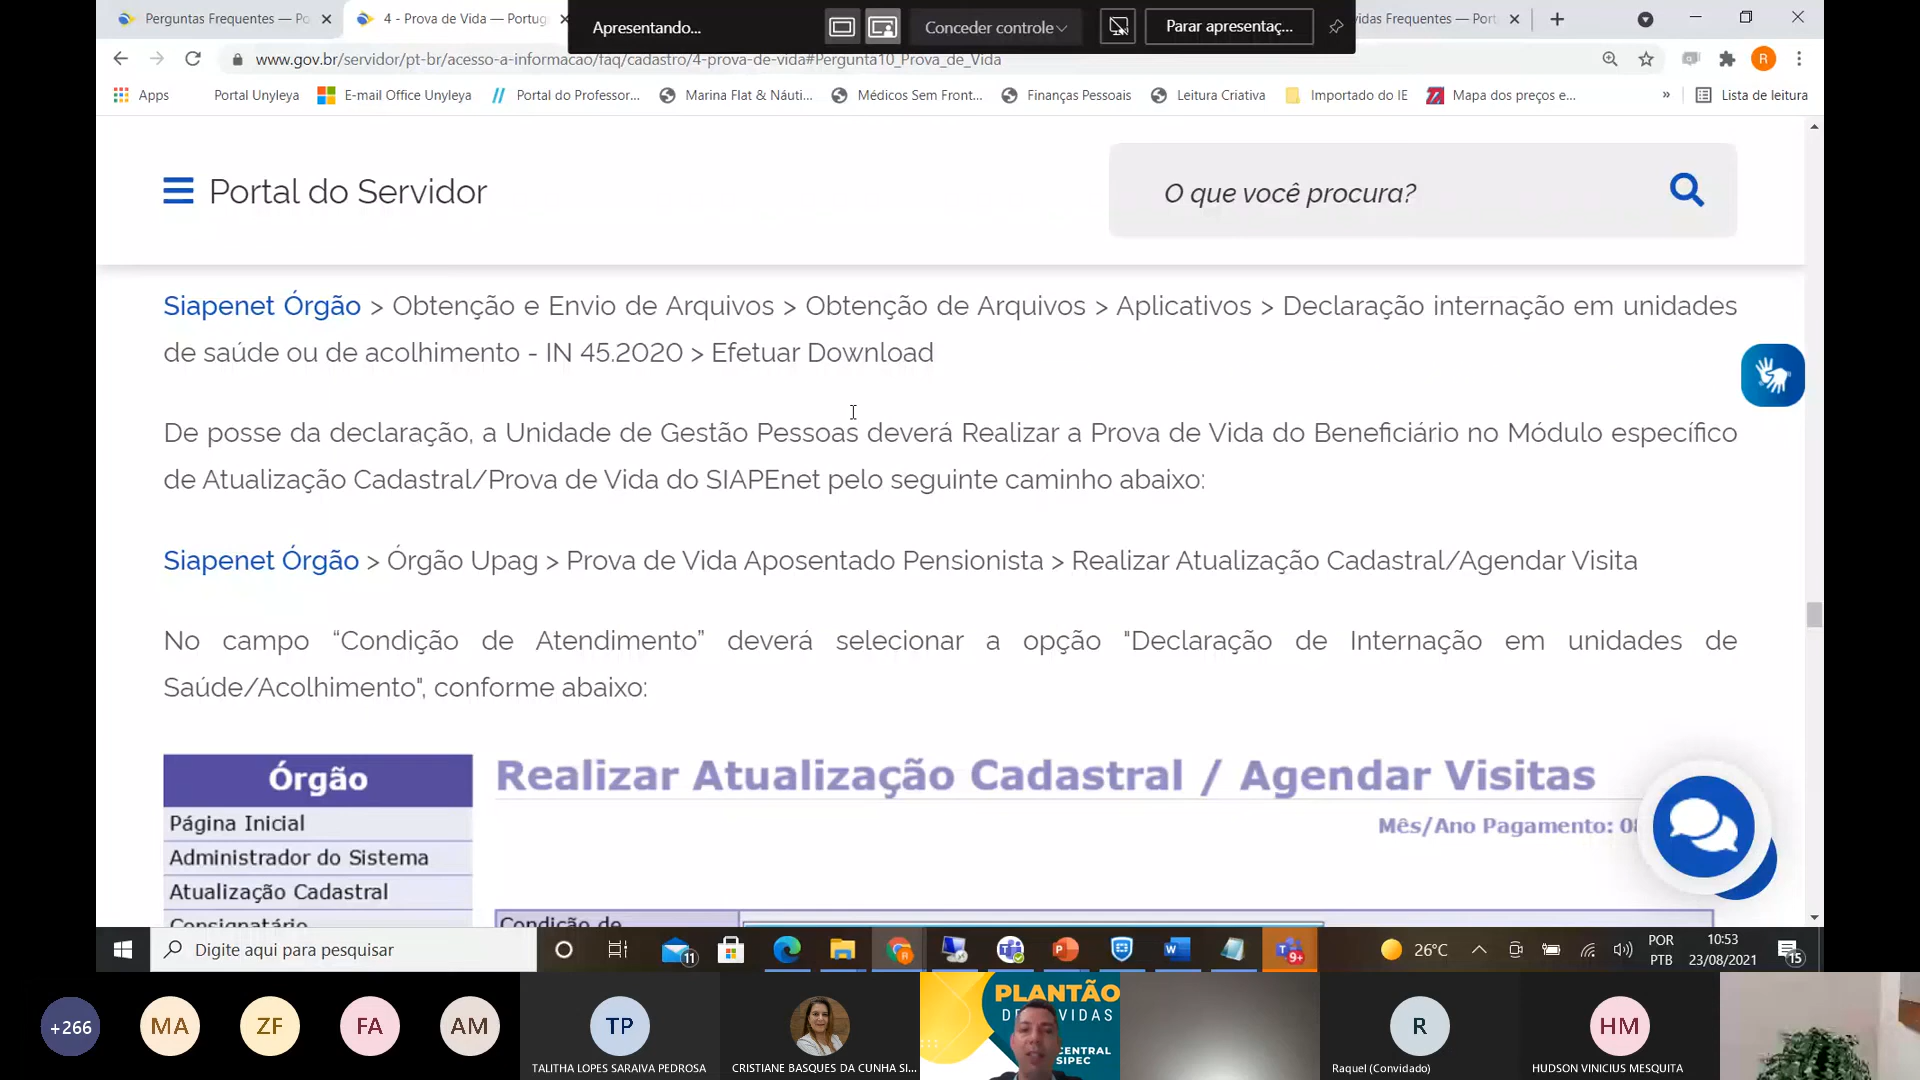 Perguntas Frequentes — Po
4 - Prova de Vida — Portug
Apresentando...
Conceder controle
Parar apresentaç...
vidas Frequentes — Port
www.gov.br/servidor/pt-br/acesso-a-informacao/faq/cadastro/4-prova-de-vida#Pergunta10_Prova_de_Vida
R
Apps
Portal Unyleya
E-mail Office Unyleya
Portal do Professor...
Marina Flat & Náuti...
Médicos Sem Front...
Finanças Pessoais
Leitura Criativa
Importado do IE
Mapa dos preços e...
»
Lista de leitura
Portal do Servidor
O que você procura?
Siapenet Órgão > Obtenção e Envio de Arquivos > Obtenção de Arquivos > Aplicativos > Declaração internação em unidades
de saúde ou de acolhimento - IN 45.2020 > Efetuar Download
De posse da declaração, a Unidade de Gestão Pessoas deverá Realizar a Prova de Vida do Beneficiário no Módulo específico
de Atualização Cadastral/Prova de Vida do SIAPEnet pelo seguinte caminho abaixo:
Siapenet Órgão > Órgão Upag > Prova de Vida Aposentado Pensionista > Realizar Atualização Cadastral/Agendar Visita
No campo “Condição de Atendimento” deverá selecionar a opção "Declaração de Internação em unidades de
Saúde/Acolhimento", conforme abaixo:
Órgão
Página Inicial
Administrador do Sistema
Atualização Cadastral
Consignatário
Realizar Atualização Cadastral / Agendar Visitas
Mês/Ano Pagamento: 08
Condição de
Digite aqui para pesquisar
11
9+
26°C
POR
PTB
10:53
23/08/2021
15
+266
MA
ZF
FA
AM
TP
TALITHA LOPES SARAIVA PEDROSA
CRISTIANE BASQUES DA CUNHA SI...
PLANTÃO
CENTRAL
SIPEC
R
Raquel (Convidado)
HM
HUDSON VINICIUS MESQUITA